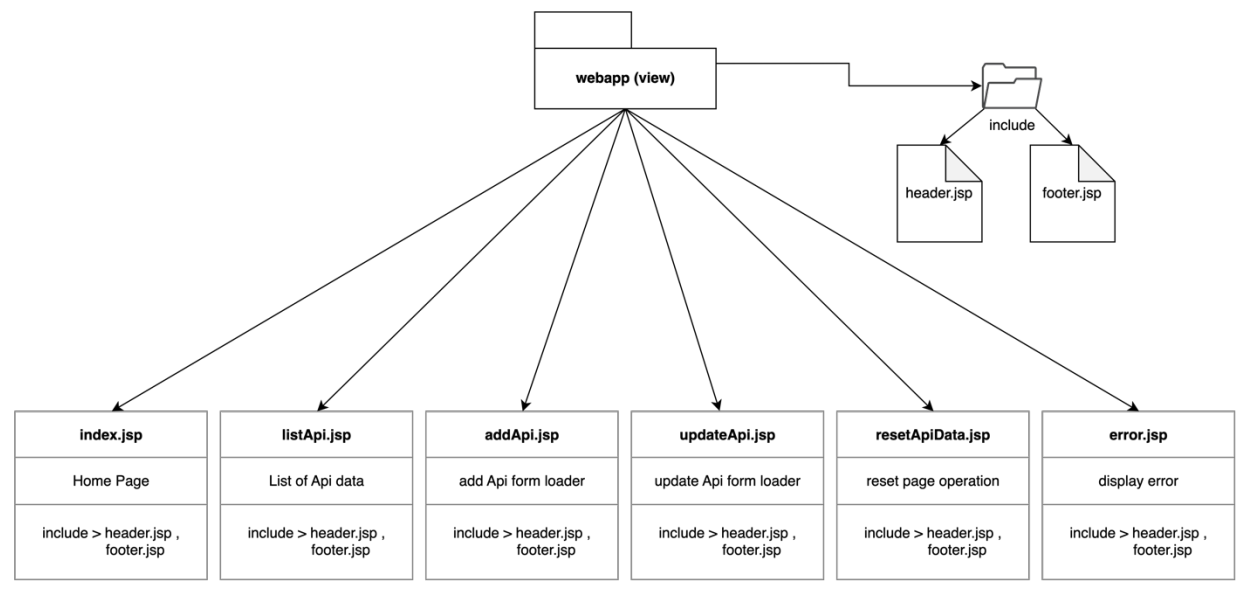 webapp (view)
include
header.jsp
footer.jsp
index.jsp
Home Page
include > header.jsp ,
footer.jsp
listApi.jsp
List of Api data
include > header.jsp ,
footer.jsp
addApi.jsp
add Api form loader
include > header.jsp ,
footer.jsp
updateApi.jsp
update Api form loader
include > header.jsp ,
footer.jsp
resetApiData.jsp
reset page operation
include > header.jsp ,
footer.jsp
error.jsp
display error
include > header.jsp ,
footer.jsp